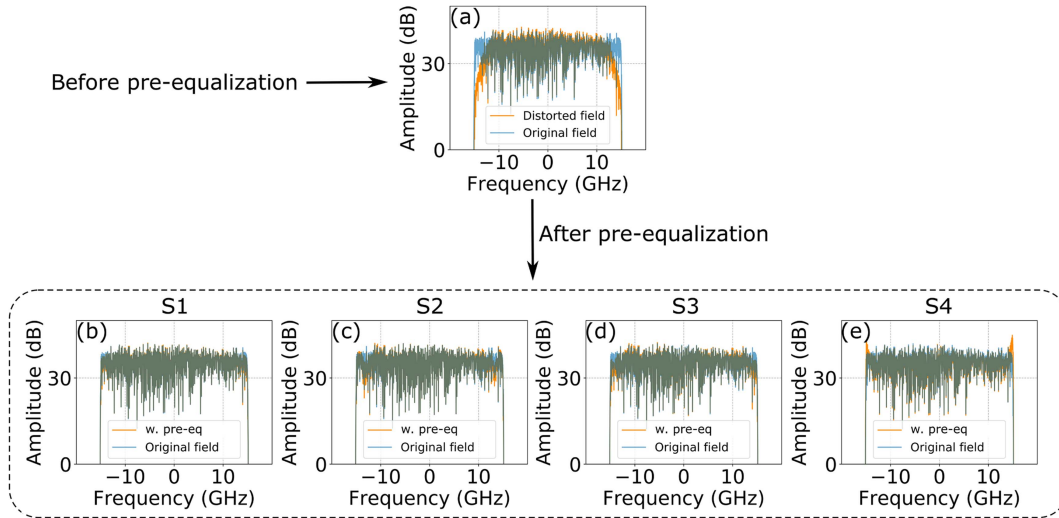 (a)
Amplitude (dB)
30
0
Distorted field
Original field
−10 0 10
Frequency (GHz)
Before pre-equalization
After pre-equalization
S1 S2 S3 S4
(b)
Amplitude (dB)
30
0
w. pre-eq
Original field
−10 0 10
Frequency (GHz)
(c)
Amplitude (dB)
30
0
w. pre-eq
Original field
−10 0 10
Frequency (GHz)
(d)
Amplitude (dB)
30
0
w. pre-eq
Original field
−10 0 10
Frequency (GHz)
(e)
Amplitude (dB)
30
0
w. pre-eq
Original field
−10 0 10
Frequency (GHz)